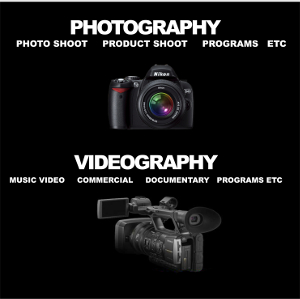 PHOTOGRAPHY
PHOTO SHOOT PRODUCT SHOOT PROGRAMS ETC
Nikon
VIDEOGRAPHY
MUSIC VIDEO COMMERCIAL DOCUMENTARY PROGRAMS ETC